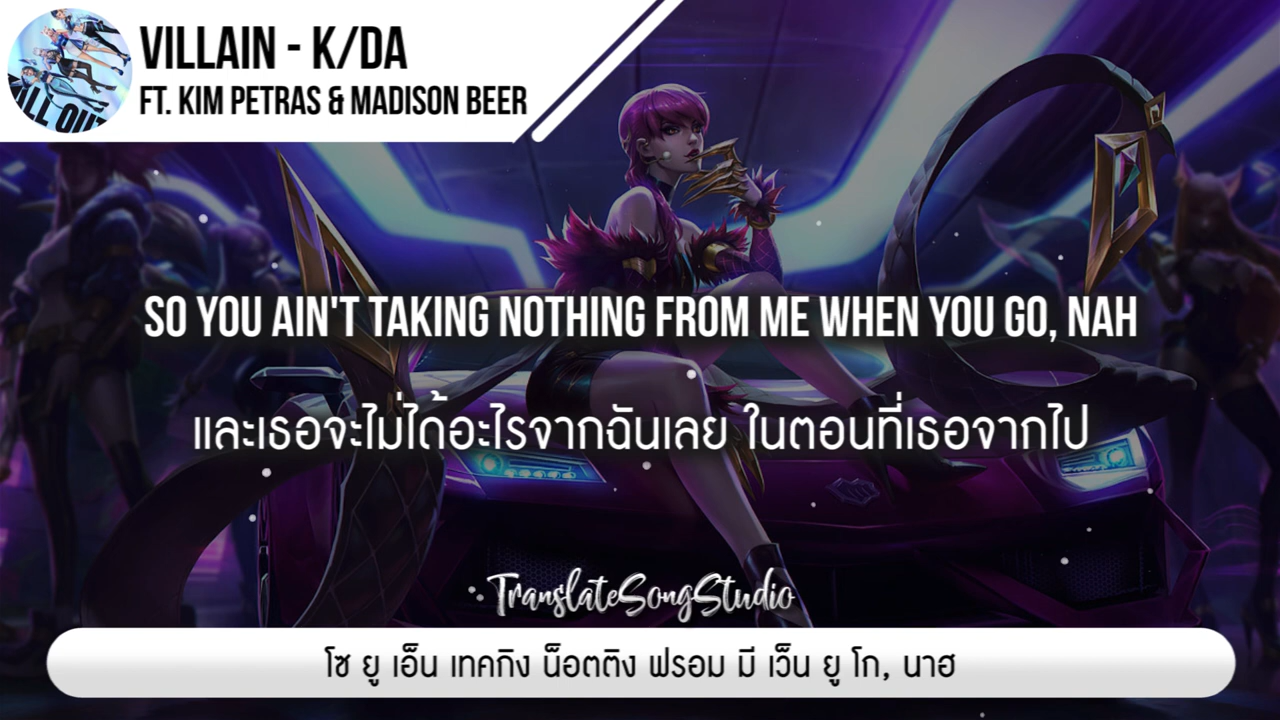 VILLAIN - K/DA
FT. KIM PETRAS & MADISON BEER
ILL OUT
SO YOU AIN'T TAKING NOTHING FROM ME WHEN YOU GO, NAH
และเธอจะไม่ได้อะไรจากฉันเลย ในตอนที่เธอจากไป
TranslateSongStudio
โซ ยู เอ็น เทคกิง น็อตติง ฟรอม มี เว็น ยู โก, นาฮ